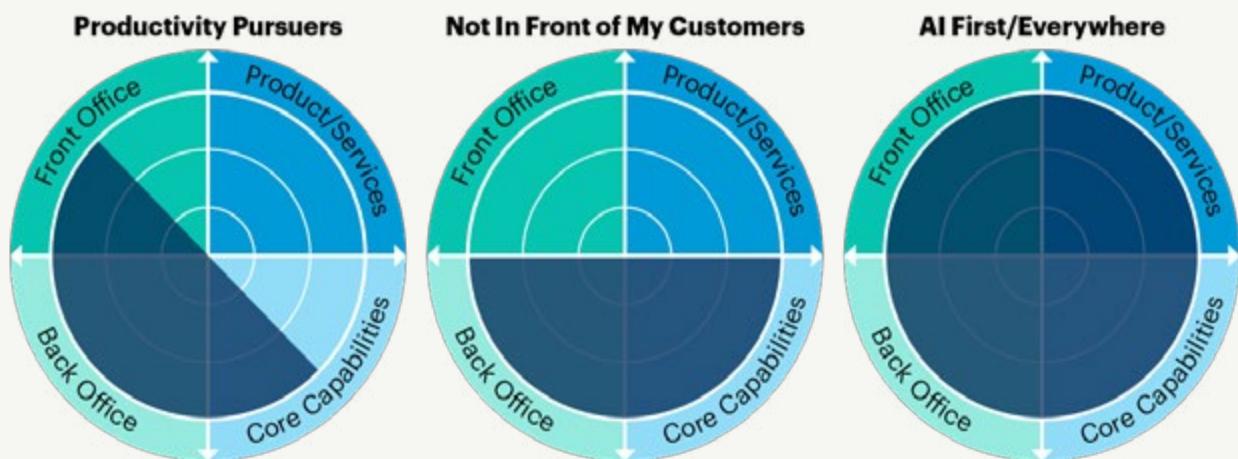 Productivity Pursuers
Not In Front of My Customers
AI First/Everywhere
Front Office
Product/Services
Back Office
Core Capabilities
Front Office
Product/Services
Back Office
Core Capabilities
Front Office
Product/Services
Back Office
Core Capabilities